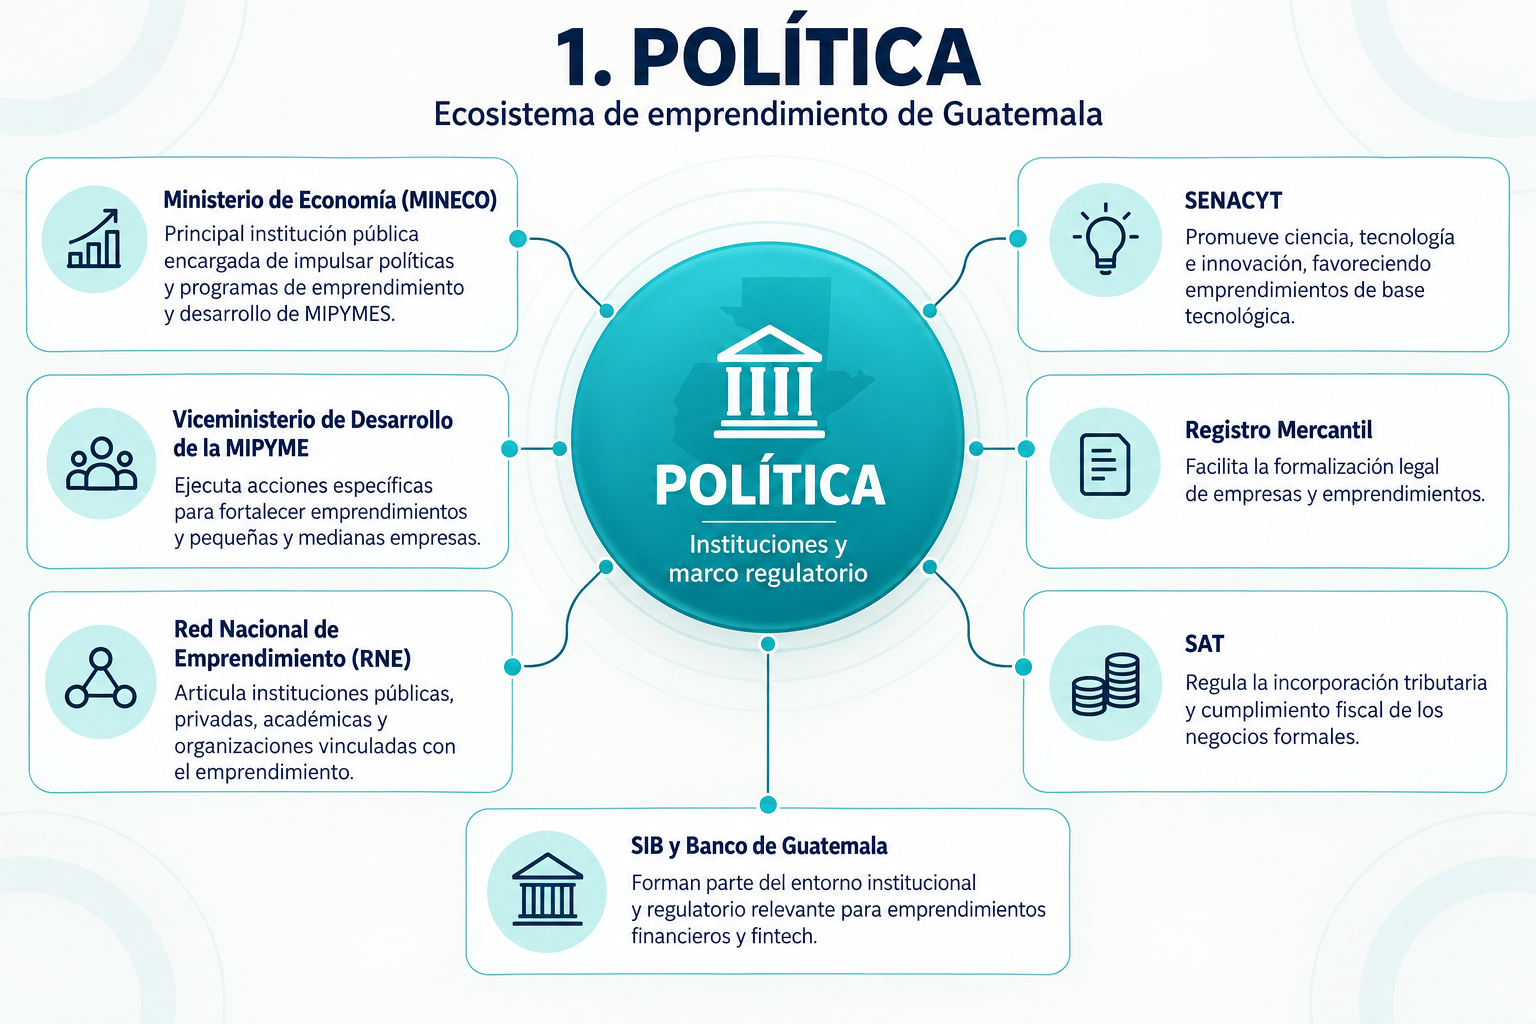 1. POLÍTICA
Ecosistema de emprendimiento de Guatemala
Ministerio de Economía (MINECO)
Principal institución pública
encargada de impulsar políticas
y programas de emprendimiento
y desarrollo de MIPYMES.
Viceministerio de Desarrollo
de la MIPYME
Ejecuta acciones específicas
para fortalecer emprendimientos
y pequeñas y medianas empresas.
Red Nacional de
Emprendimiento (RNE)
Articula instituciones públicas,
privadas, académicas y
organizaciones vinculadas con
el emprendimiento.
POLÍTICA
Instituciones y
marco regulatorio
SENACYT
Promueve ciencia, tecnología
e innovación, favoreciendo
emprendimientos de base
tecnológica.
Registro Mercantil
Facilita la formalización legal
de empresas y emprendimientos.
SAT
Regula la incorporación tributaria
y cumplimiento fiscal de los
negocios formales.
SIB y Banco de Guatemala
Forman parte del entorno institucional
y regulatorio relevante para emprendimientos
financieros y fintech.